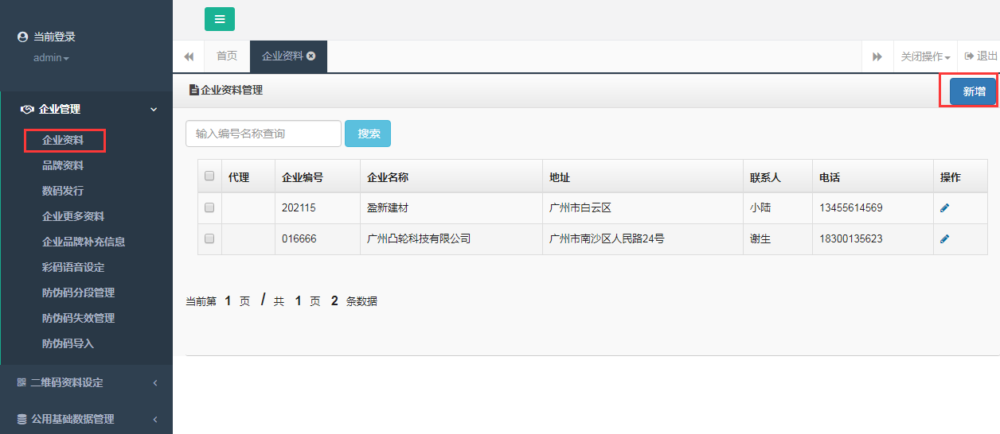 当前登录
admin
企业管理
企业资料
品牌资料
数码发行
企业更多资料
企业品牌补充信息
彩码语音设定
防伪码分段管理
防伪码失效管理
防伪码导入
二维码资料设定
公用基础数据管理
首页 企业资料 关闭操作 退出
企业资料管理 新增
输入编号名称查询 搜索
代理 企业编号 企业名称 地址 联系人 电话 操作
202115 盈新建材 广州市白云区 小陆 13455614569
016666 广州凸轮科技有限公司 广州市南沙区人民路24号 谢生 18300135623
当前第 1 页 / 共 1 页 2 条数据